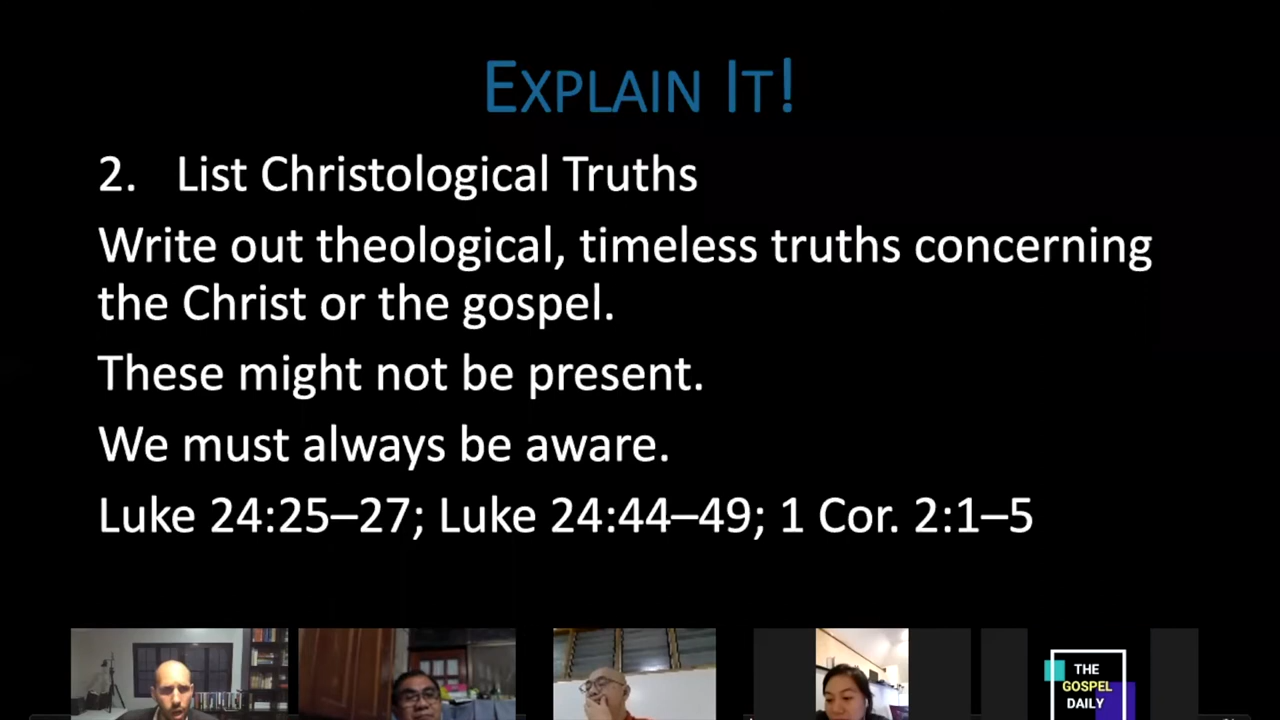 EXPLAIN IT!
2. List Christological Truths
Write out theological, timeless truths concerning
the Christ or the gospel.
These might not be present.
We must always be aware.
Luke 24:25–27; Luke 24:44–49; 1 Cor. 2:1–5
THE
GOSPEL
DAILY